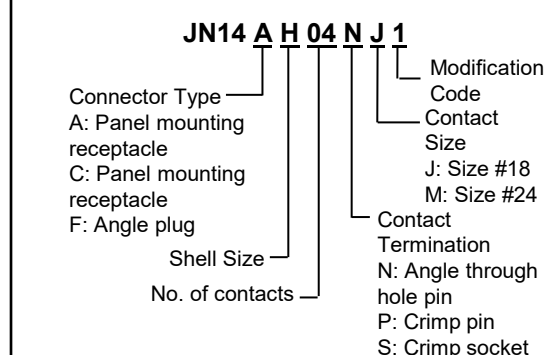 JN14 A H 04 N J 1
Modification
Code
Contact
Size
J: Size #18
M: Size #24
Contact
Termination
N: Angle through
hole pin
P: Crimp pin
S: Crimp socket
Connector Type
A: Panel mounting
receptacle
C: Panel mounting
receptacle
F: Angle plug
Shell Size
No. of contacts